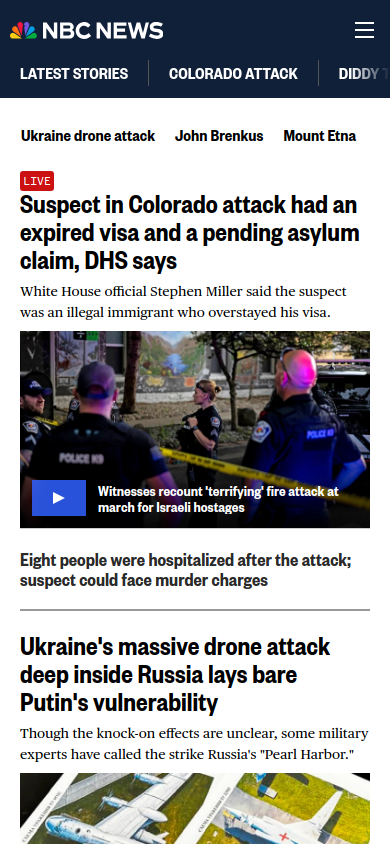 NBC NEWS
LATEST STORIES
COLORADO ATTACK
DIDDY
Ukraine drone attack
John Brenkus
Mount Etna
LIVE
Suspect in Colorado attack had an
expired visa and a pending asylum
claim, DHS says
White House official Stephen Miller said the suspect
was an illegal immigrant who overstayed his visa.
POLICE K9
POLICE K9
Witnesses recount 'terrifying' fire attack at
march for Israeli hostages
Eight people were hospitalized after the attack;
suspect could face murder charges
Ukraine's massive drone attack
deep inside Russia lays bare
Putin's vulnerability
Though the knock-on effects are unclear, some military
experts have called the strike Russia's "Pearl Harbor."